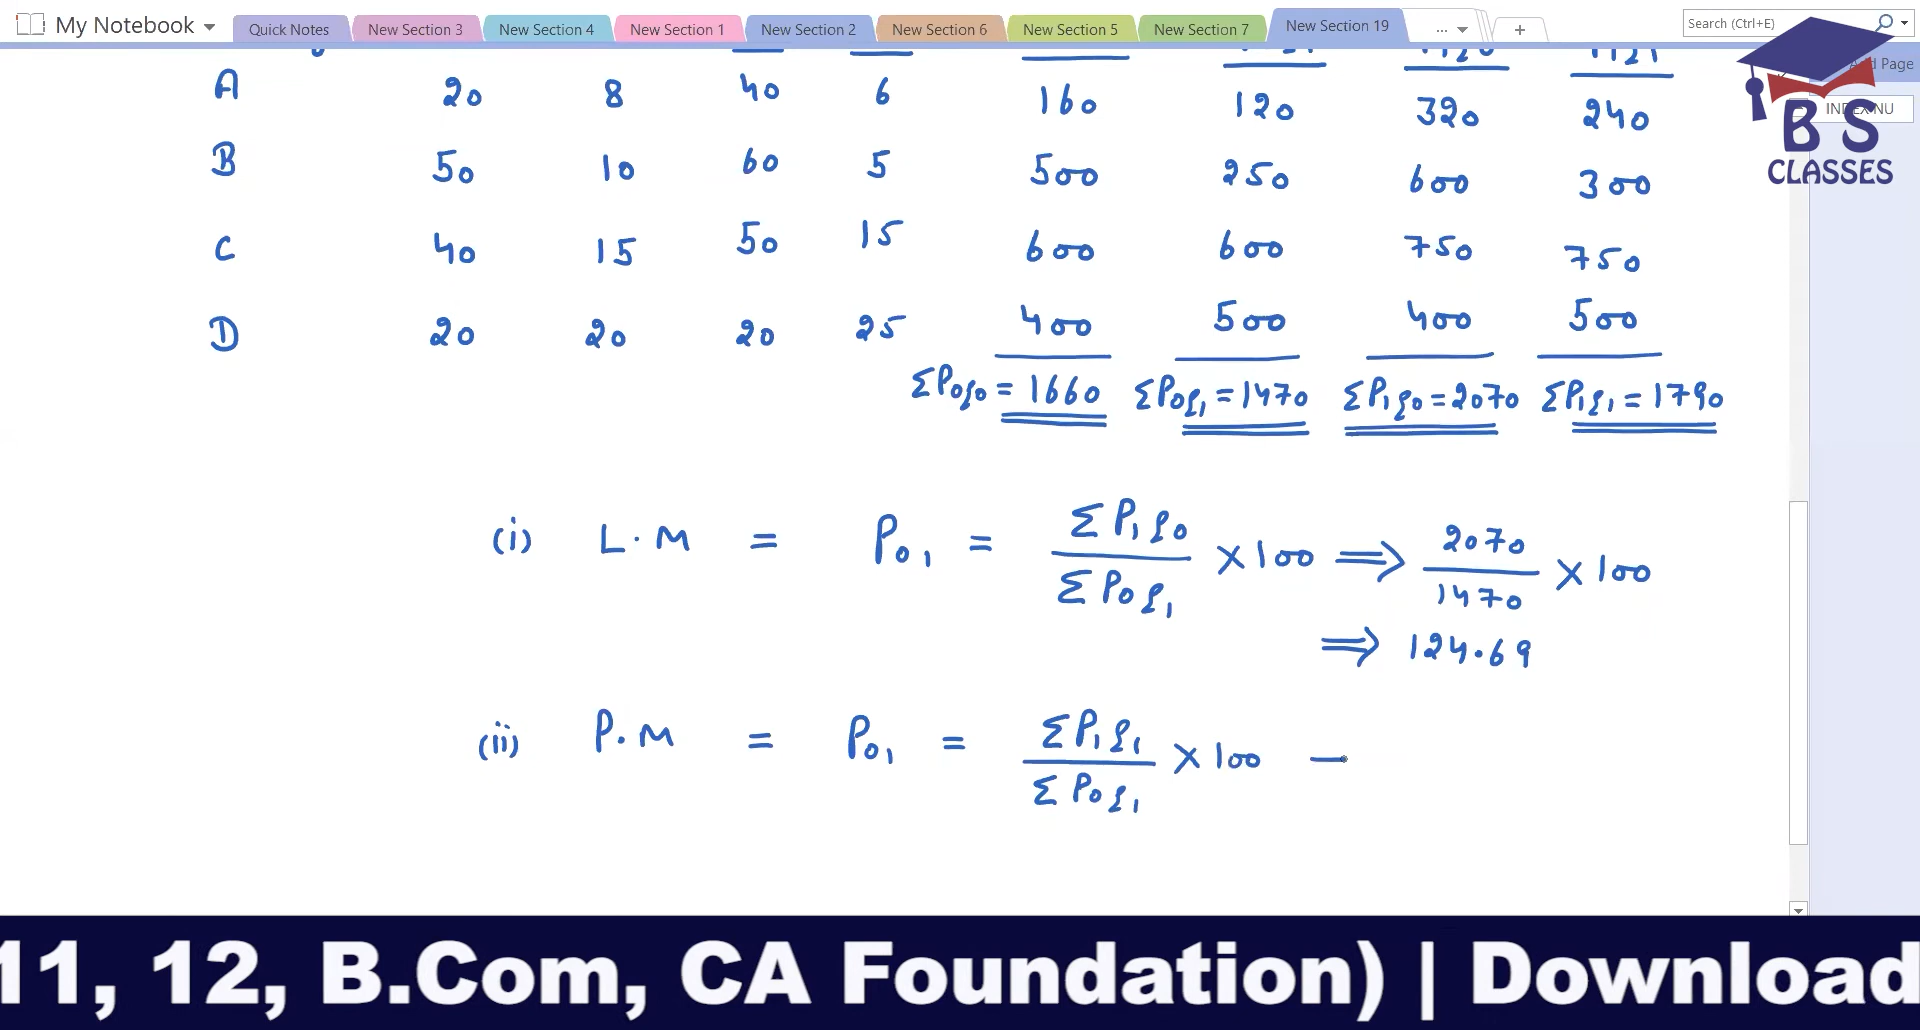 My Notebook Quick Notes New Section 3 New Section 4 New Section 1 New Section 2 New Section 6 New Section 5 New Section 7 New Section 19 ... + Search (Ctrl+E)
Page
INDEX NU
B S
CLASSES
A 20 8 40 6 160 120 320 240
B 50 10 60 5 500 250 600 300
C 40 15 50 15 600 600 750 750
D 20 20 20 25 400 500 400 500
ΣP₀q₀ = 1660 ΣP₀q₁ = 1470 ΣP₁q₀ = 2070 ΣP₁q₁ = 1790
(i) L.M = P₀₁ = ΣP₁q₀ / ΣP₀q₁ × 100 ⟹ 2070 / 1470 × 100
⟹ 124.69
(ii) P.M = P₀₁ = ΣP₁q₁ / ΣP₀q₁ × 100 —
11, 12, B.Com, CA Foundation) | Download